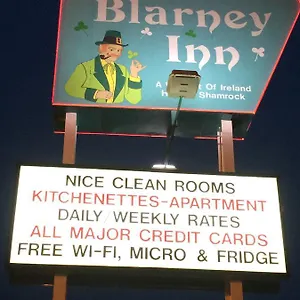 Blarney
Inn
A
Of Ireland
Shamrock
NICE CLEAN ROOMS
KITCHENETTES-APARTMENT
DAILY/WEEKLY RATES
ALL MAJOR CREDIT CARDS
FREE WI-FI, MICRO & FRIDGE